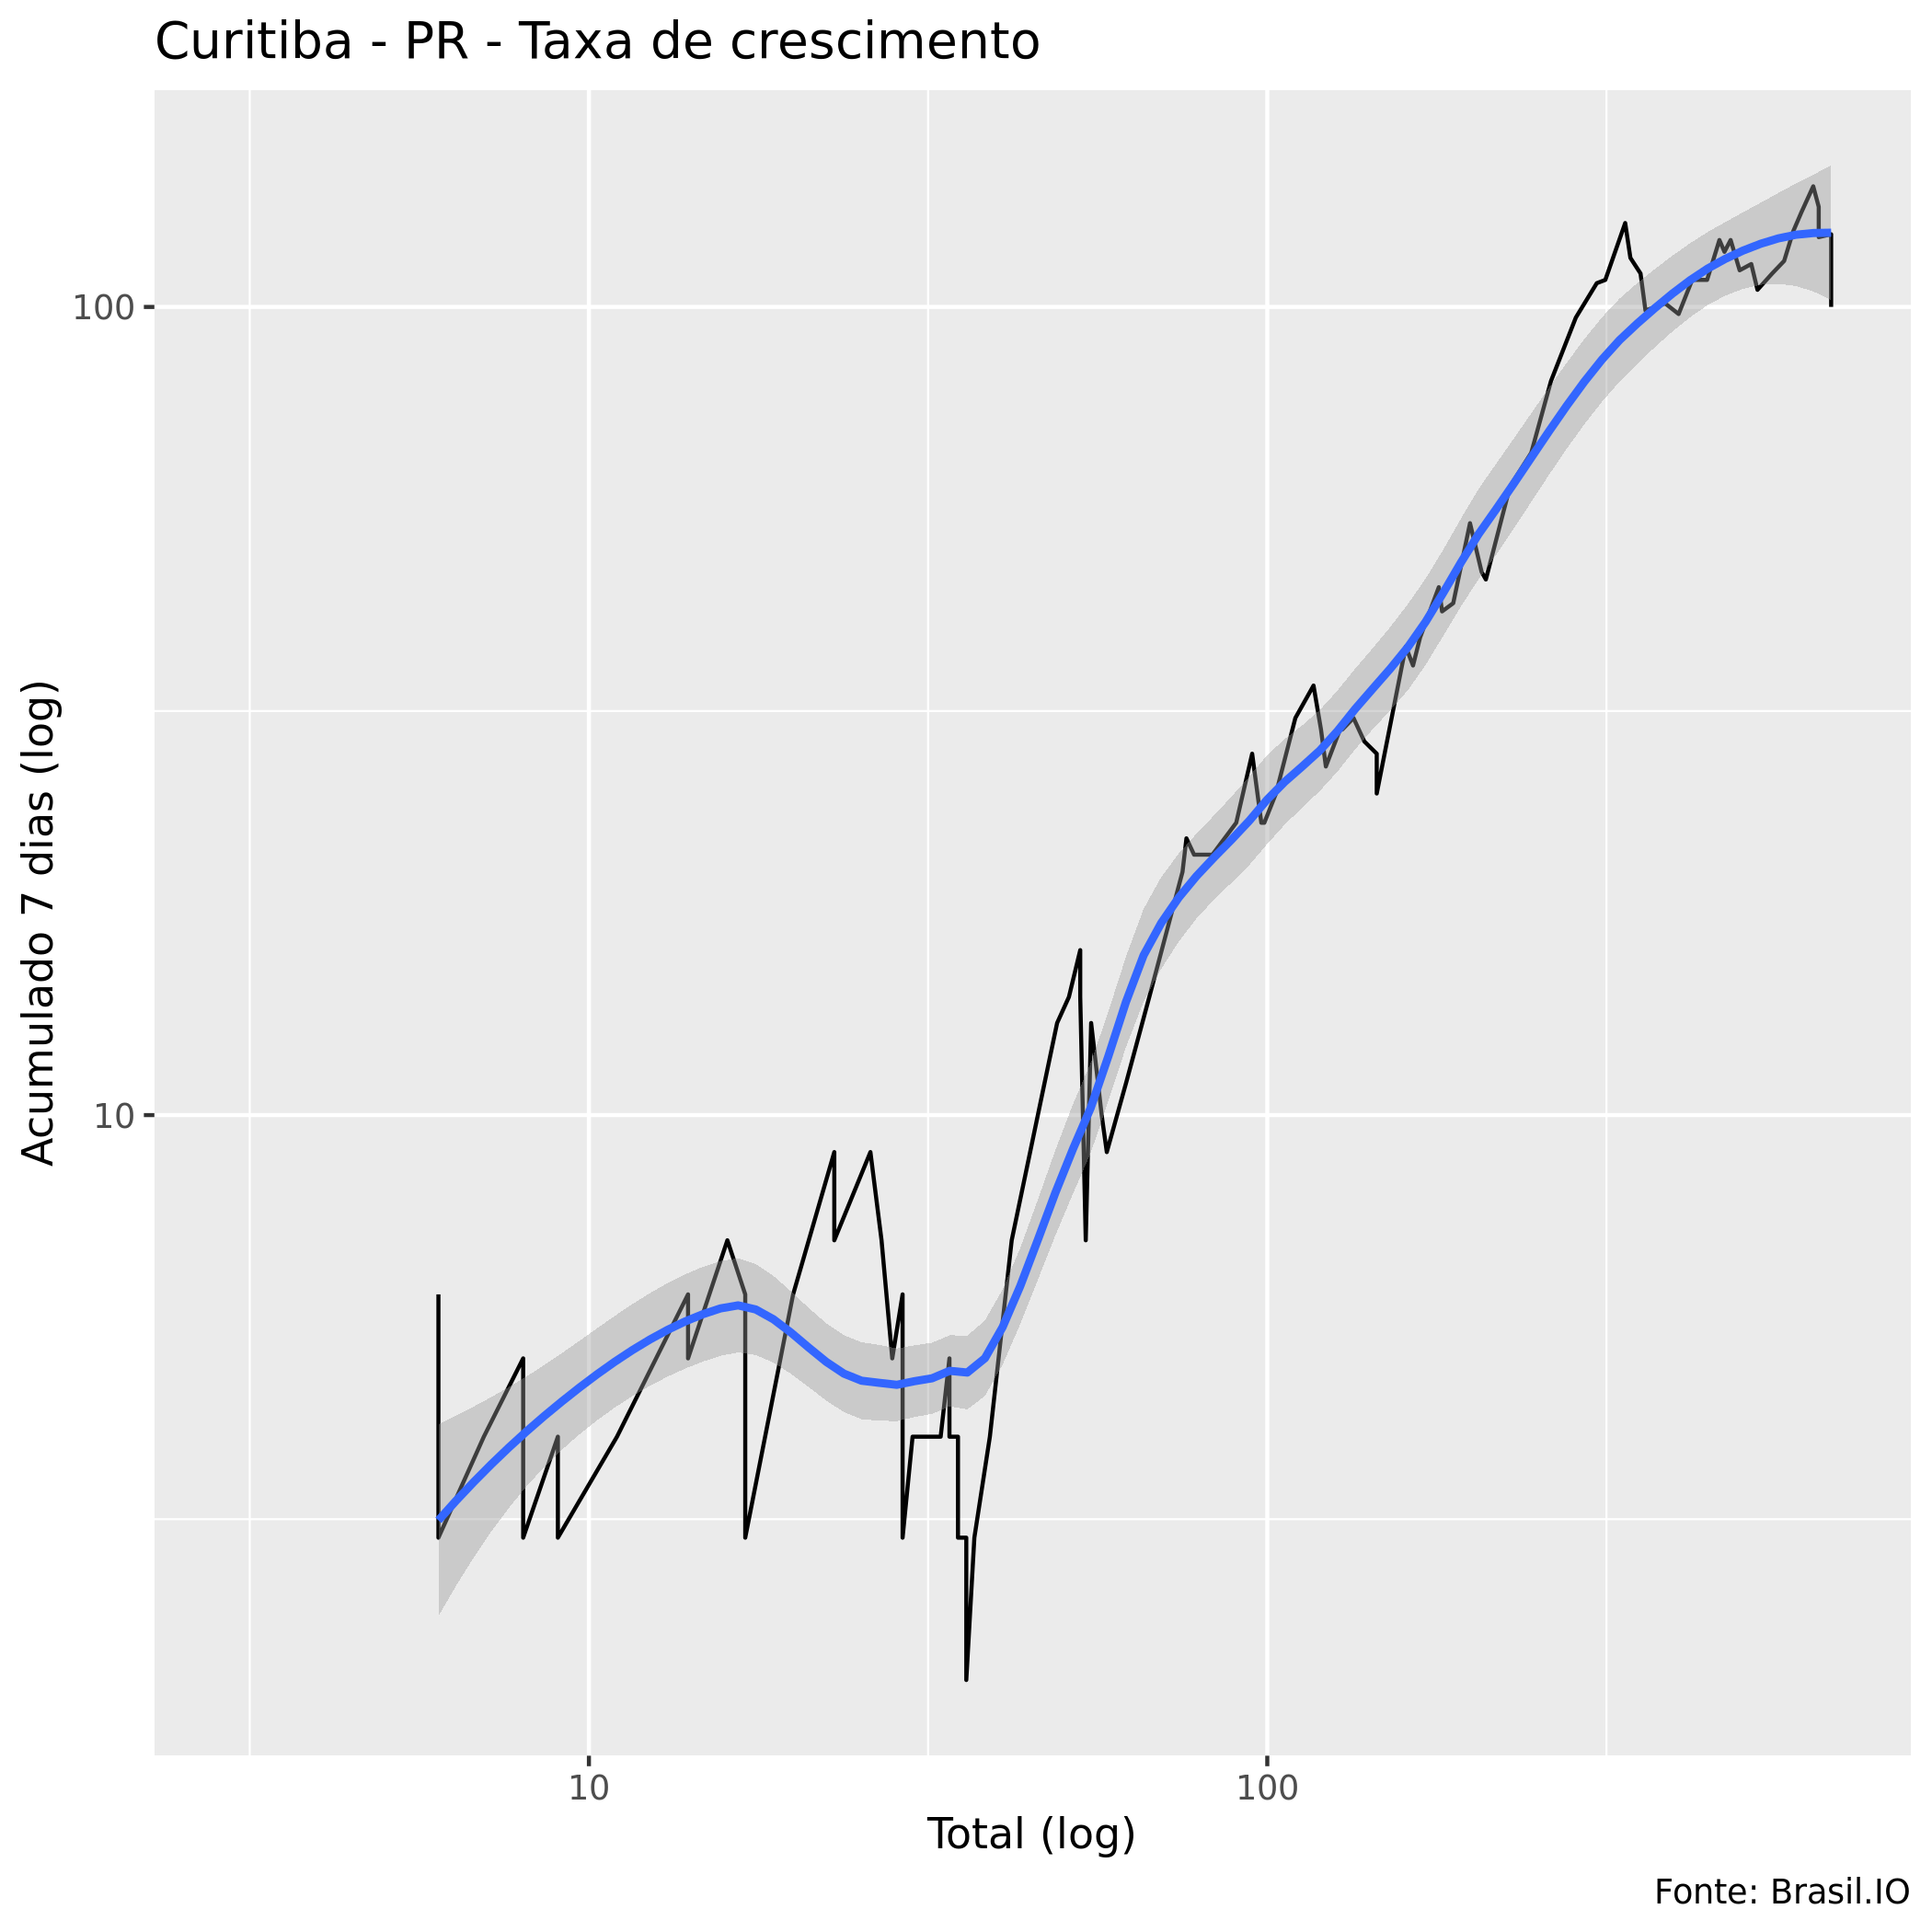 Curitiba - PR - Taxa de crescimento
Acumulado 7 dias (log)
100
10
10
100
Total (log)
Fonte: Brasil.IO